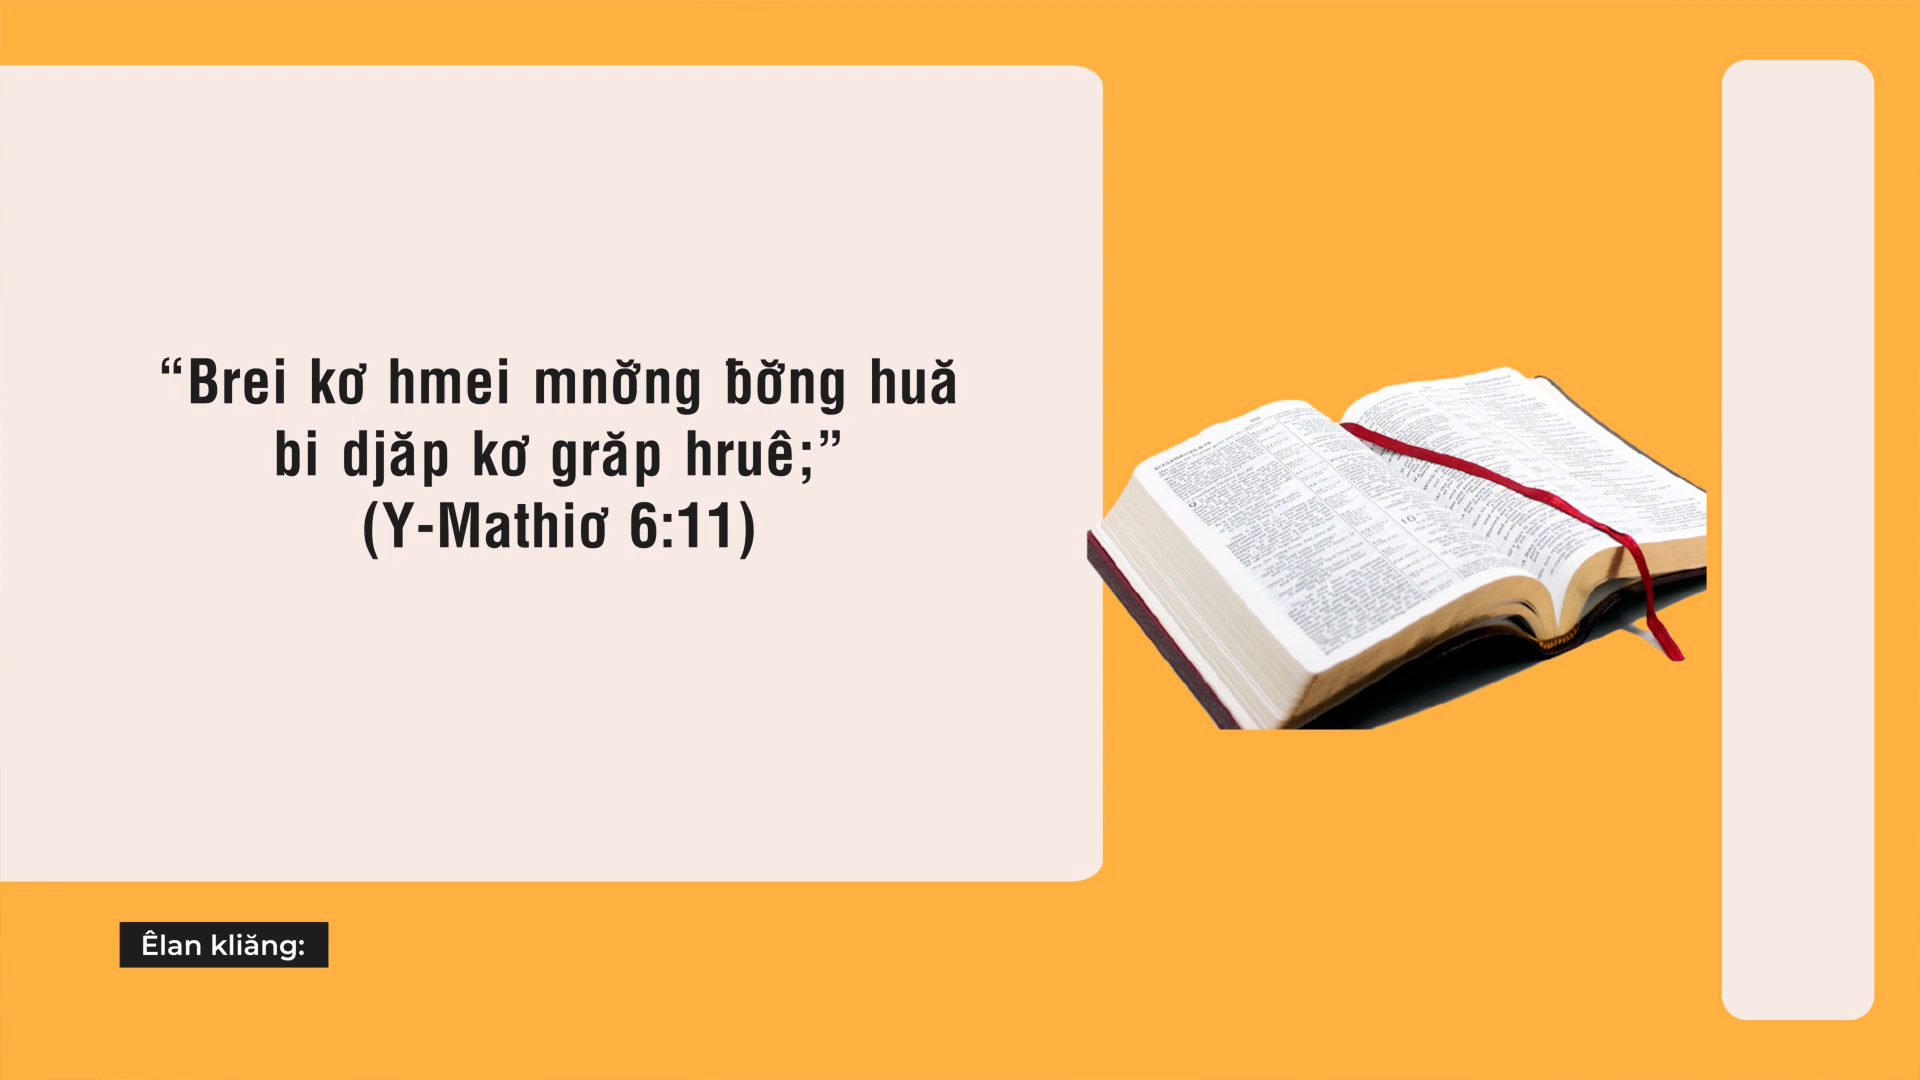 “Brei kơ hmei mnơ̆ng ƀơ̆ng huă
bi djăp kơ grăp hruê;”
(Y-Mathiơ 6:11)
Êlan kliăng: